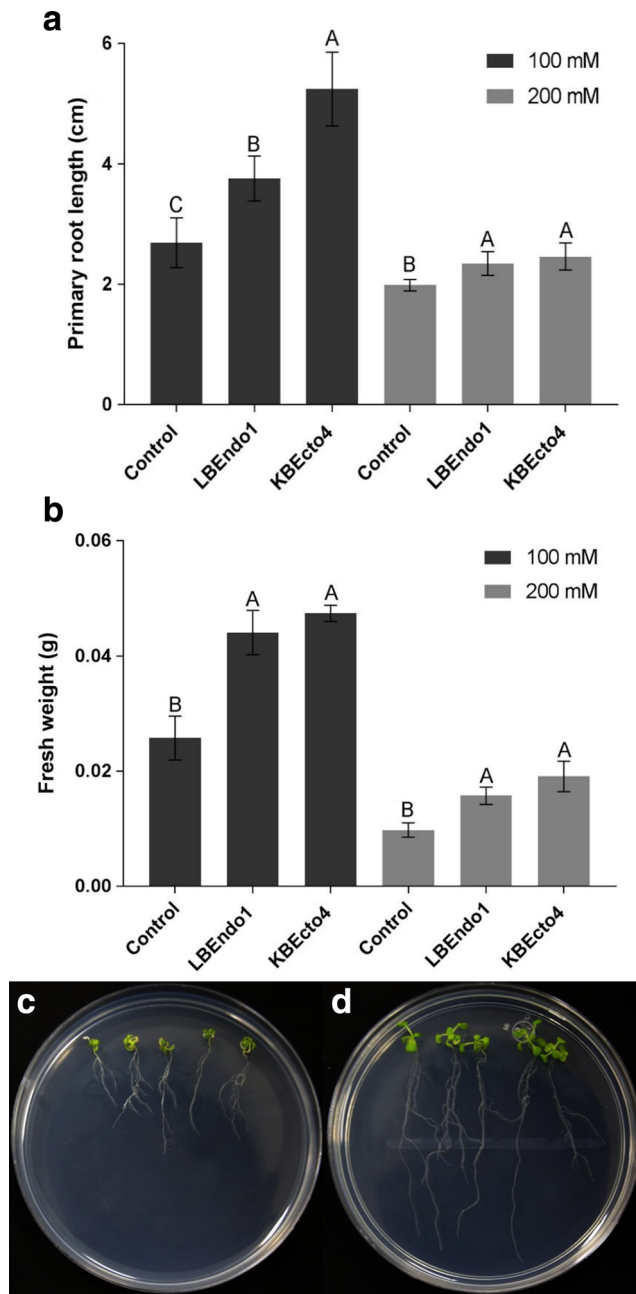 a
Primary root length (cm)
6
4
2
0
C
B
A
B
A
A
100 mM
200 mM
Control
LBEndo1
KBEcto4
Control
LBEndo1
KBEcto4
b
Fresh weight (g)
0.06
0.04
0.02
0.00
B
A
A
B
A
A
100 mM
200 mM
Control
LBEndo1
KBEcto4
Control
LBEndo1
KBEcto4
c
d